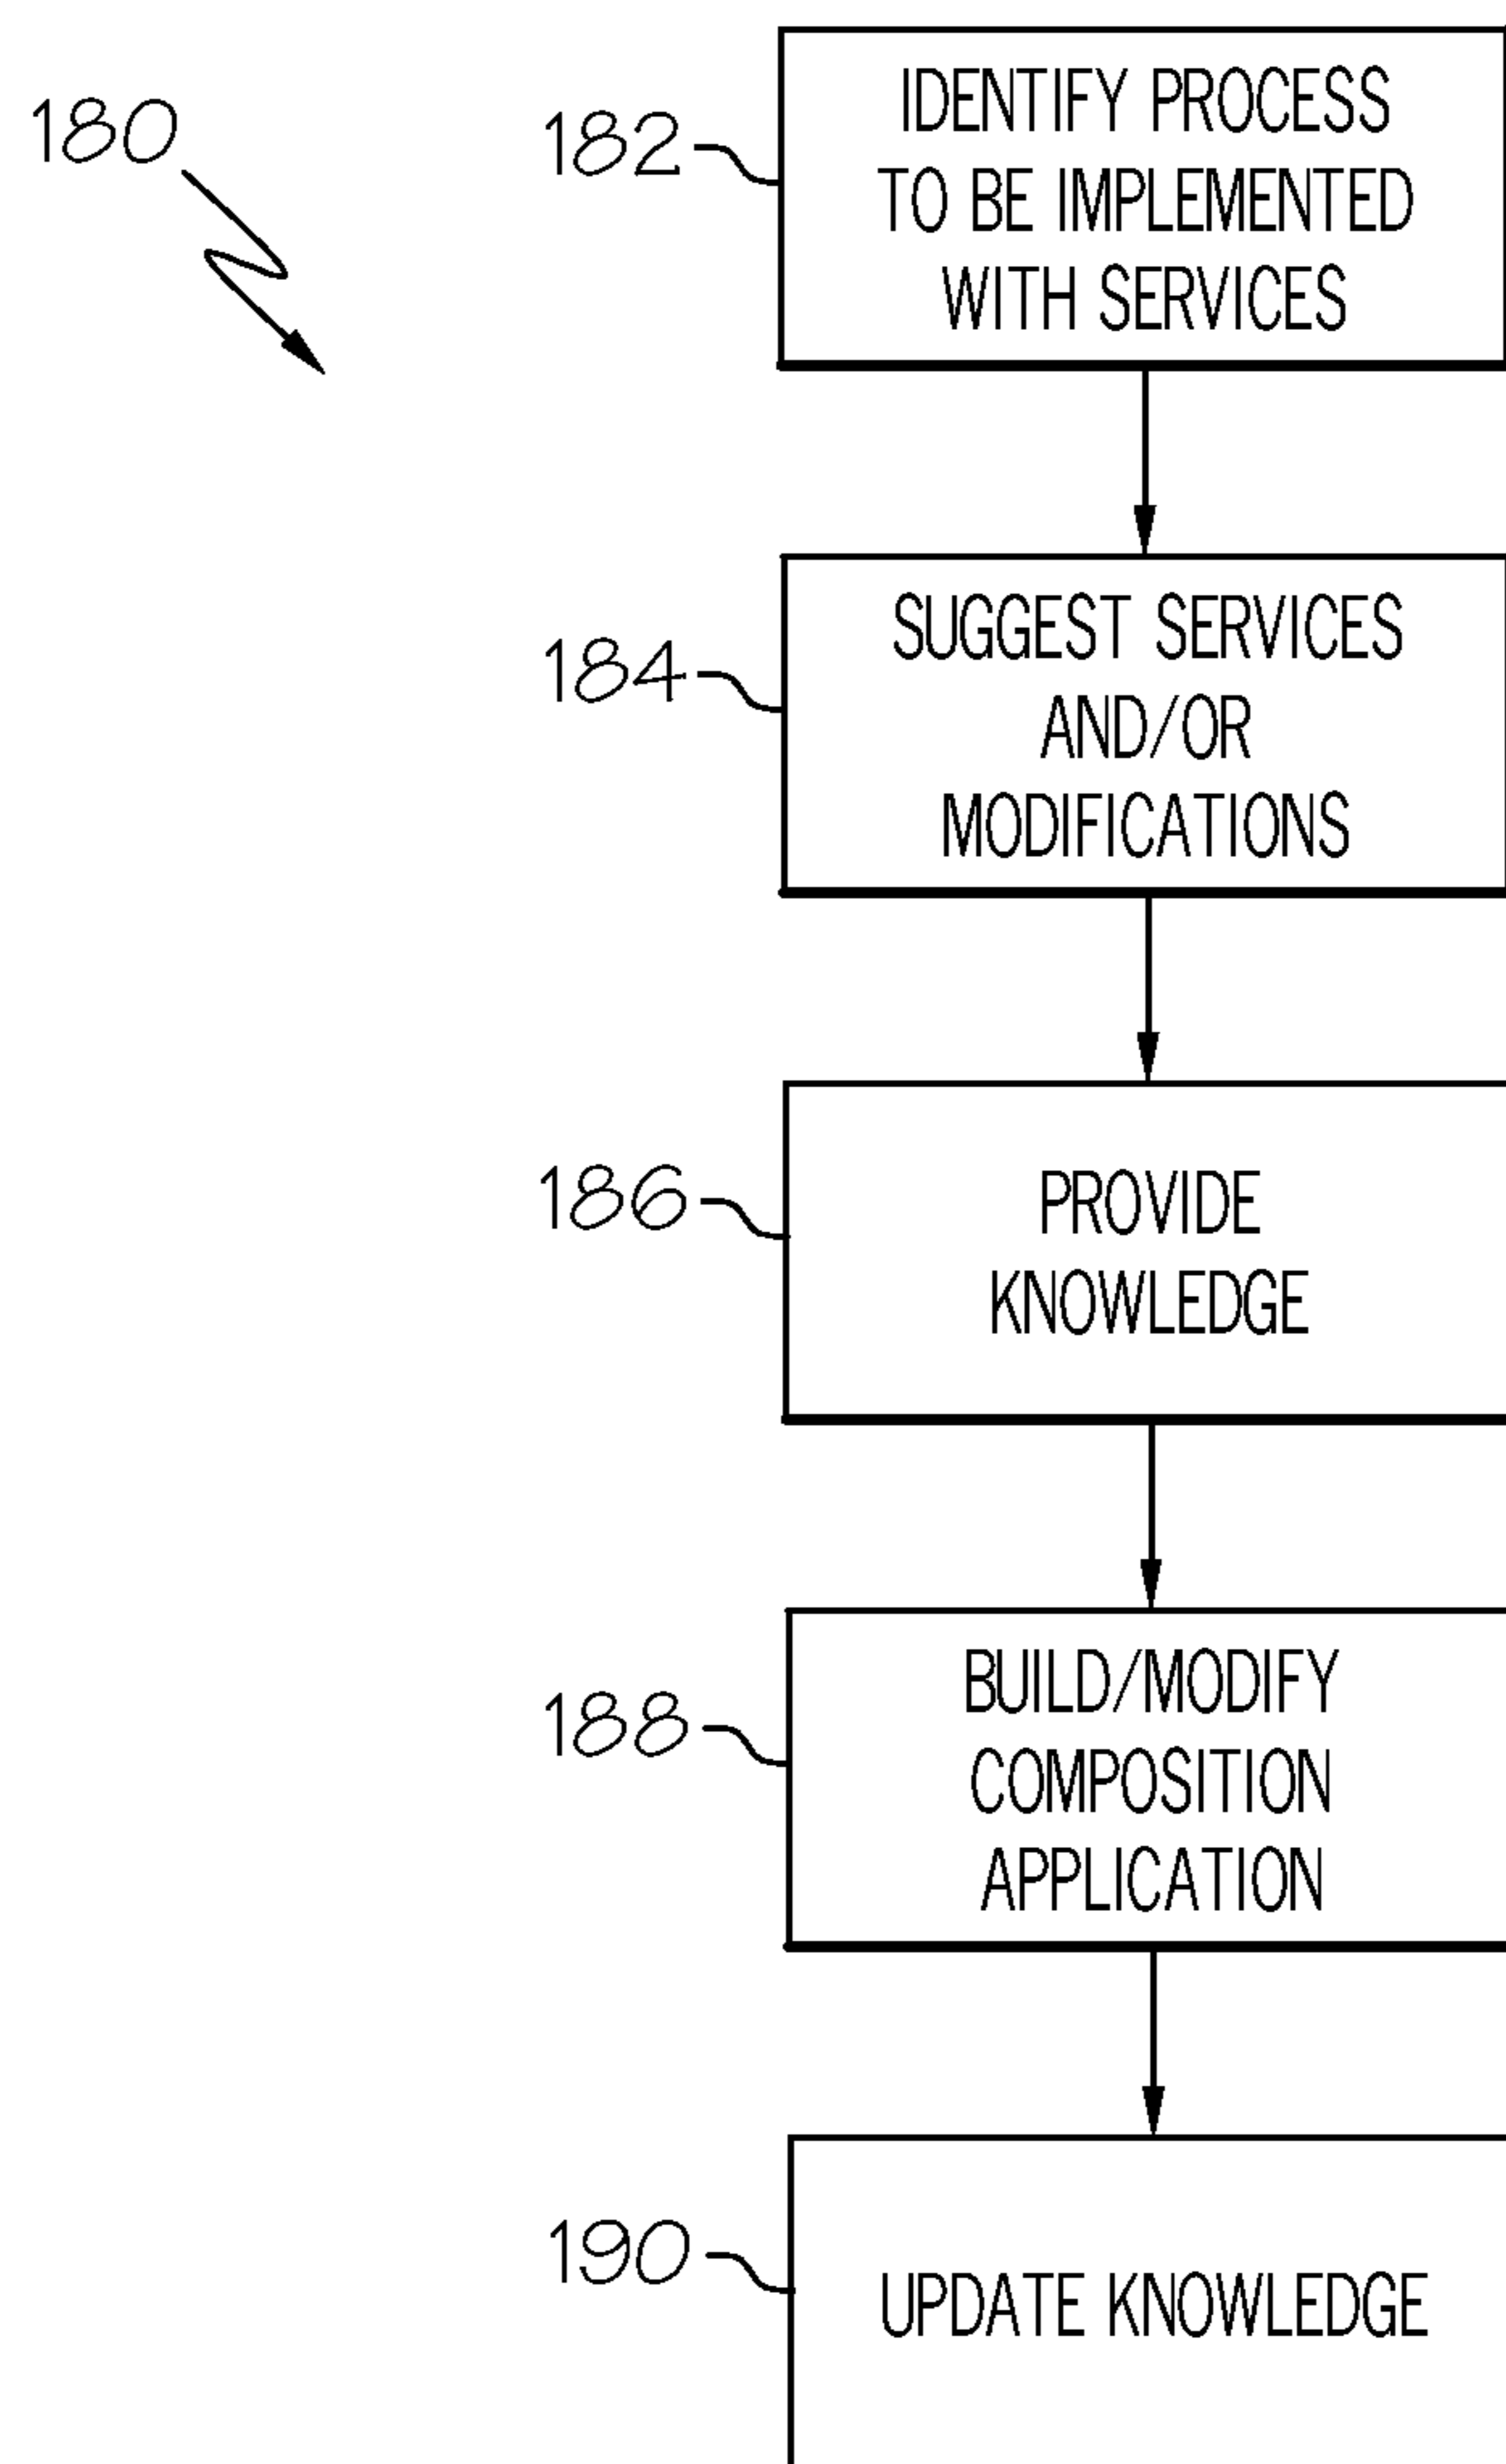 180
182
IDENTIFY PROCESS
TO BE IMPLEMENTED
WITH SERVICES
184
SUGGEST SERVICES
AND/OR
MODIFICATIONS
186
PROVIDE
KNOWLEDGE
188
BUILD/MODIFY
COMPOSITION
APPLICATION
190
UPDATE KNOWLEDGE